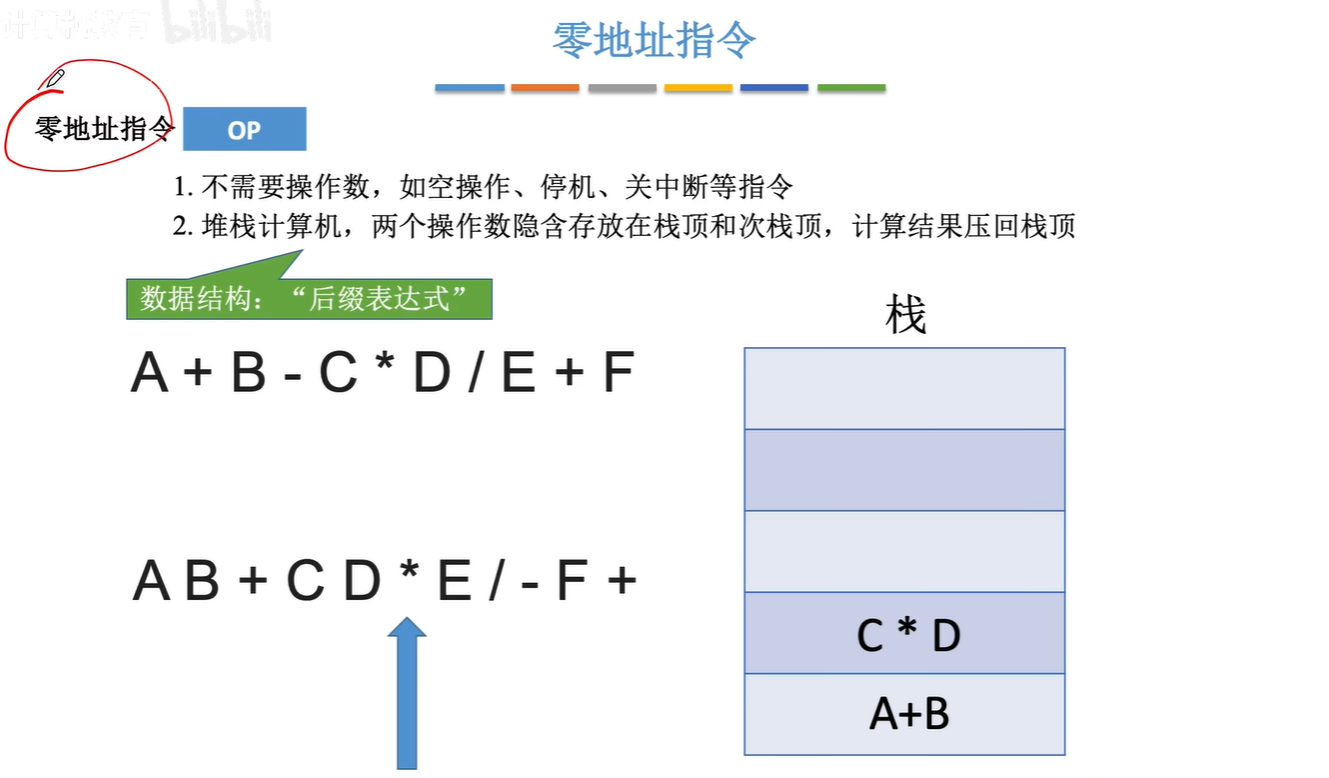 bilibili
零地址指令
零地址指令 OP
1. 不需要操作数，如空操作、停机、关中断等指令
2. 堆栈计算机，两个操作数隐含存放在栈顶和次栈顶，计算结果压回栈顶
数据结构：“后缀表达式”
栈
A + B - C * D / E + F
A B + C D * E / - F +
C * D
A+B